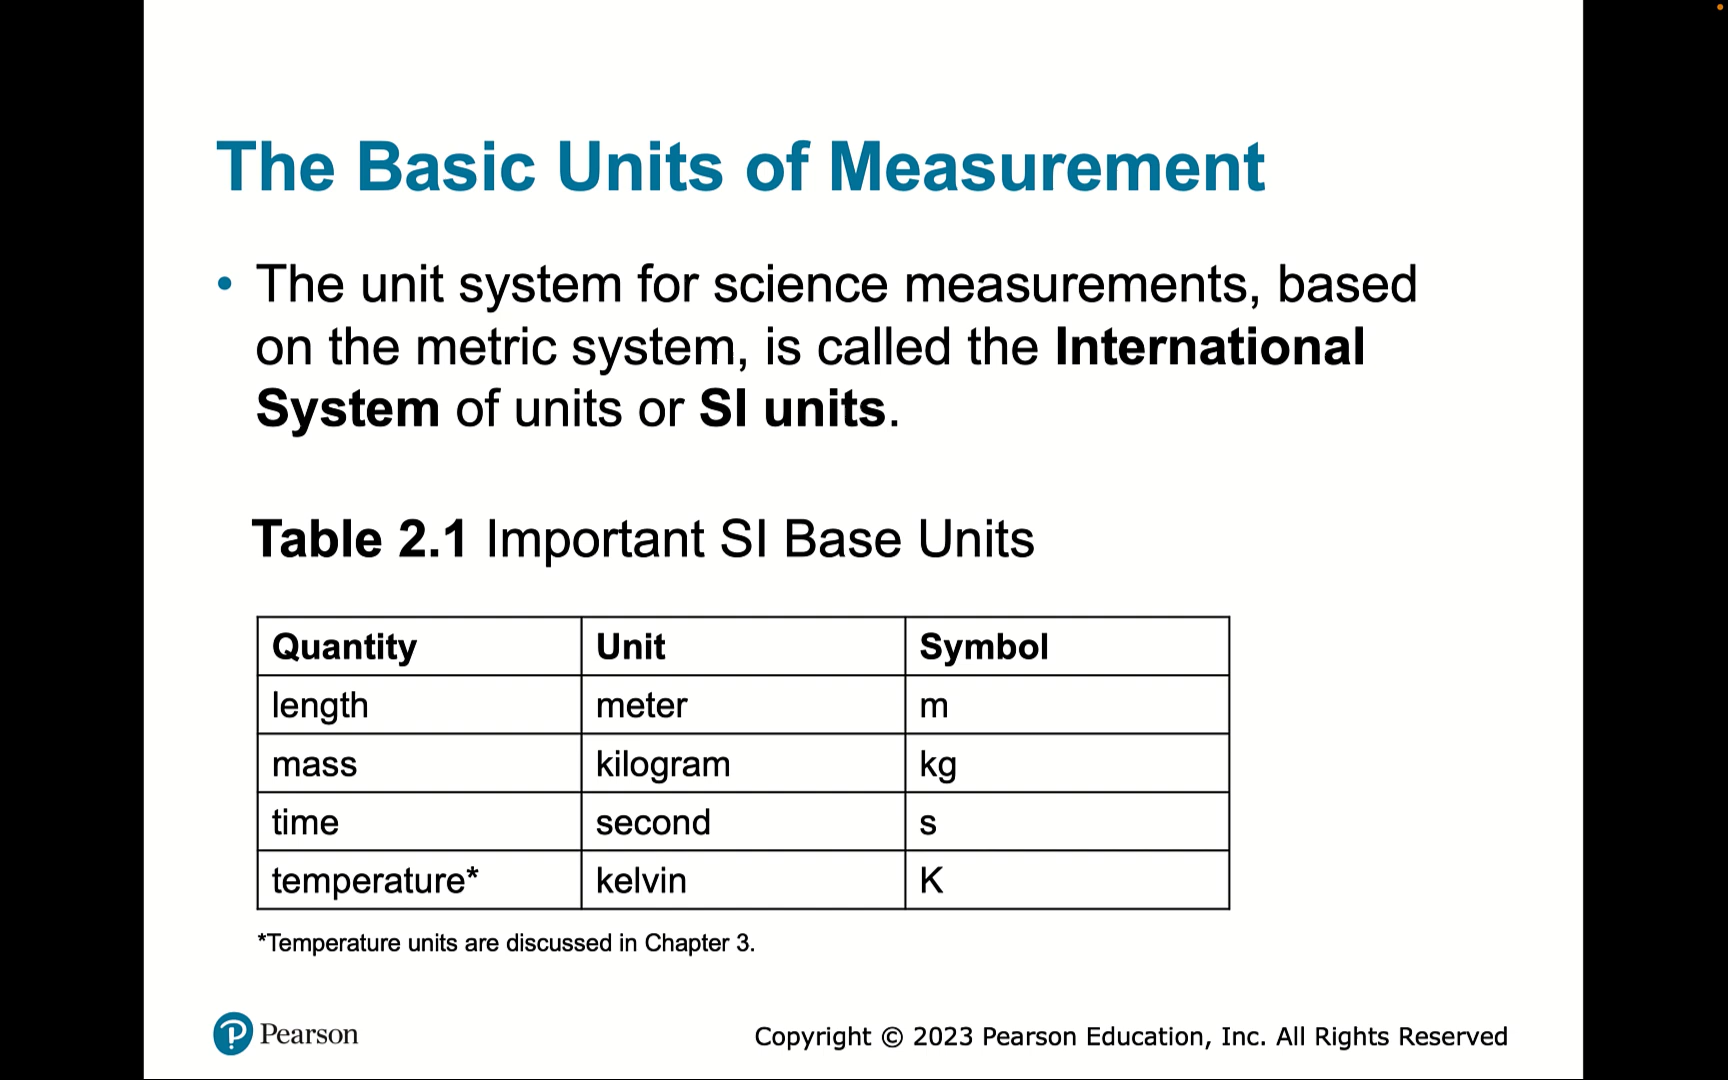 The Basic Units of Measurement
• The unit system for science measurements, based
on the metric system, is called the International
System of units or SI units.
Table 2.1 Important SI Base Units
Quantity Unit Symbol
length meter m
mass kilogram kg
time second s
temperature* kelvin K
*Temperature units are discussed in Chapter 3.
Pearson
Copyright © 2023 Pearson Education, Inc. All Rights Reserved